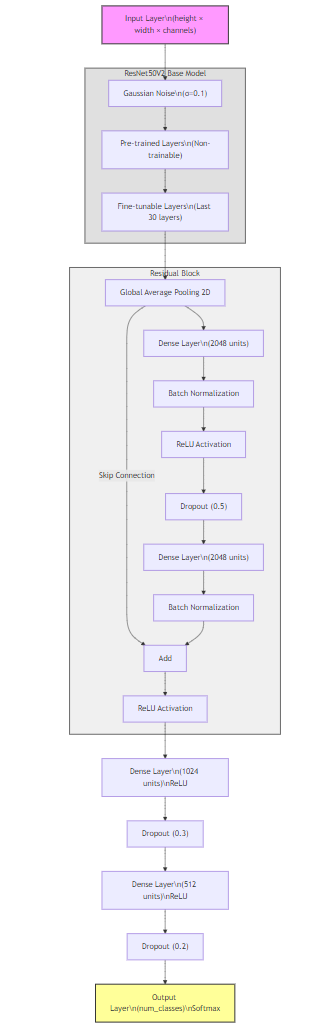 Input Layer\n(height ×
width × channels)
ResNet50V2 Base Model
Gaussian Noise\n(σ=0.1)
Pre-trained Layers\n(Non-
trainable)
Fine-tunable Layers\n(Last
30 layers)
Residual Block
Global Average Pooling 2D
Dense Layer\n(2048 units)
Batch Normalization
ReLU Activation
Skip Connection
Dropout (0.5)
Dense Layer\n(2048 units)
Batch Normalization
Add
ReLU Activation
Dense Layer\n(1024
units)\nReLU
Dropout (0.3)
Dense Layer\n(512
units)\nReLU
Dropout (0.2)
Output
Layer\n(num_classes)\nSoftmax